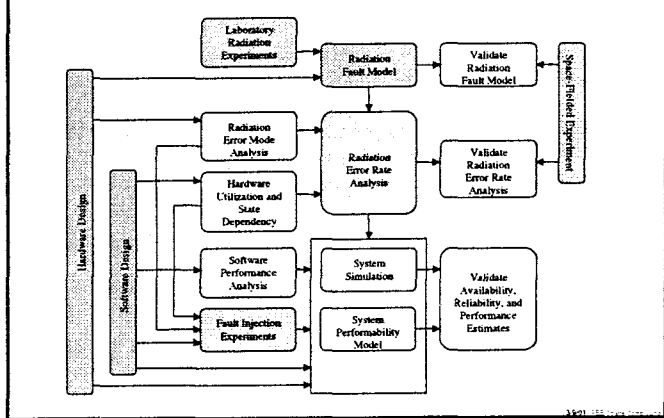 Laboratory
Radiation
Experiments
Radiation
Fault Model
Validate
Radiation
Fault Model
Space-Fielded Experiment
Radiation
Error Mode
Analysis
Radiation
Error Rate
Analysis
Validate
Radiation
Error Rate
Analysis
Hardware
Utilization and
State
Dependency
Hardware Design
Software Design
Software
Performance
Analysis
System
Simulation
Validate
Availability,
Reliability, and
Performance
Estimates
Fault Injection
Experiments
System
Performability
Model